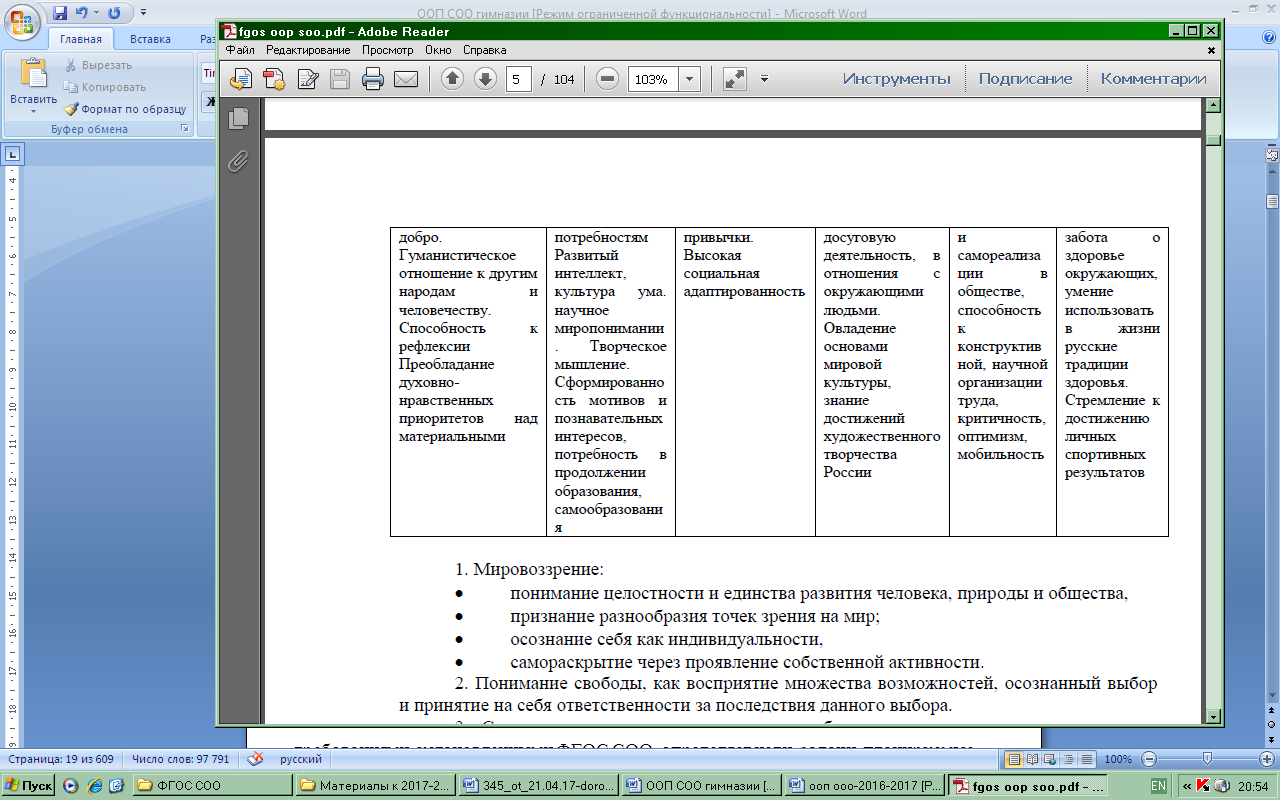 ООП СОО гимназии [Режим ограниченной функциональности] - Microsoft Word
Главная
Вставка
Вставить
Вырезать
Копировать
Формат по образцу
Буфер обмена
fgos oop soo.pdf - Adobe Reader
Файл Редактирование Просмотр Окно Справка
5 / 104
103%
Инструменты
Подписание
Комментарии
добро.
Гуманистическое
отношение к другим
народам и
человечеству.
Способность к
рефлексии
Преобладание
духовно-
нравственных
приоритетов над
материальными
потребностям
Развитый
интеллект,
культура ума.
научное
миропонимании
. Творческое
мышление.
Сформированно
сть мотивов и
познавательных
интересов,
потребность в
продолжении
образования,
самообразовани
я
привычки.
Высокая
социальная
адаптированность
досуговую
деятельность, в
отношения с
окружающими
людьми.
Овладение
основами
мировой
культуры,
знание
достижений
художественного
творчества
России
и
самореализа
ции в
обществе,
способность
к
конструктив
ной, научной
организации
труда,
критичность,
оптимизм,
мобильность
забота о
здоровье
окружающих,
умение
использовать
в жизни
русские
традиции
здоровья.
Стремление к
достижению
личных
спортивных
результатов
1. Мировоззрение:
• понимание целостности и единства развития человека, природы и общества,
• признание разнообразия точек зрения на мир;
• осознание себя как индивидуальности,
• самораскрытие через проявление собственной активности.
2. Понимание свободы, как восприятие множества возможностей, осознанный выбор
и принятие на себя ответственности за последствия данного выбора.
Страница: 19 из 609
Число слов: 97 791
русский
100%
Пуск
ФГОС СОО
Материалы к 2017-2...
345_ot_21.04.17-doro...
ООП СОО гимназии [...
ооп ооо-2016-2017 [Р...
fgos oop soo.pdf - ...
EN
20:54